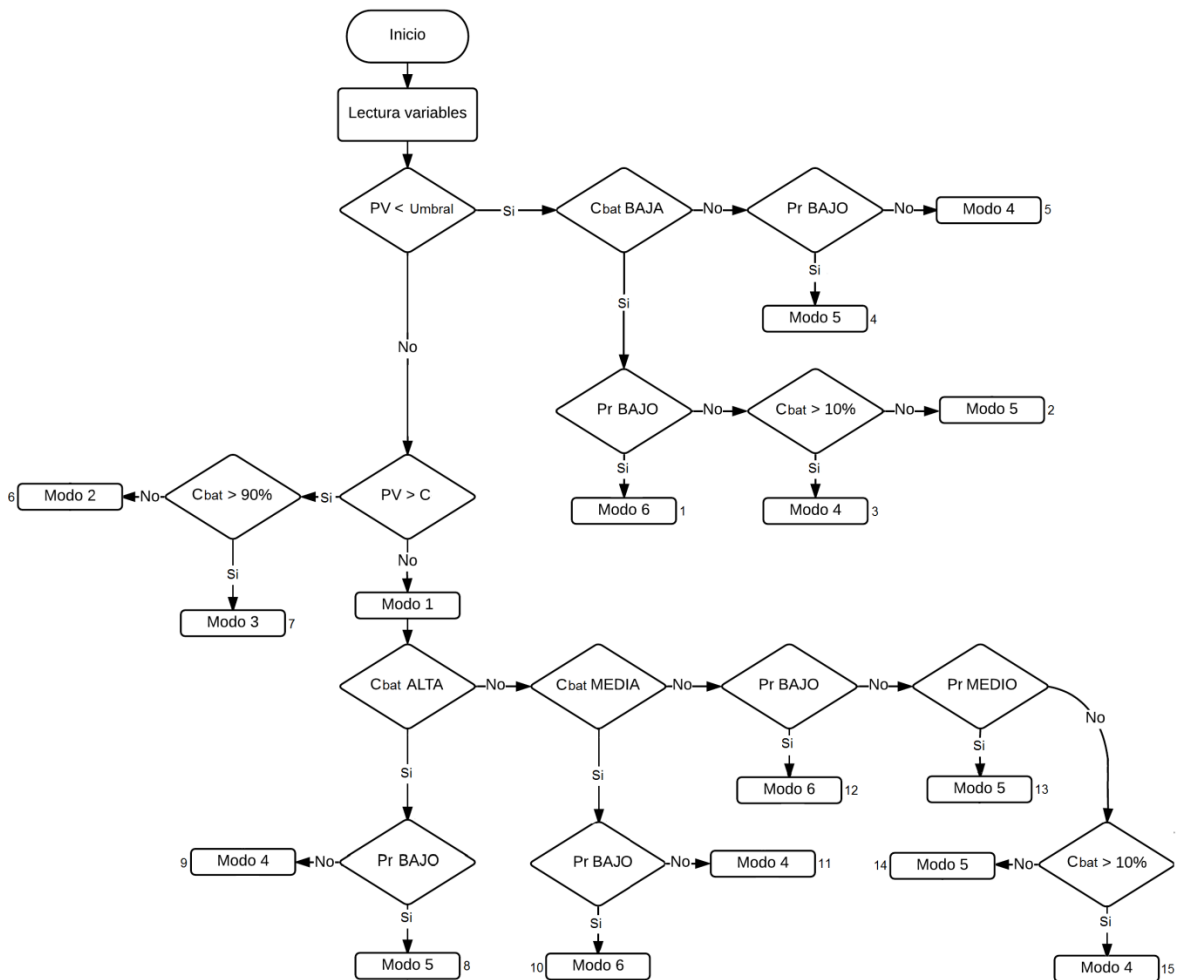 Inicio
Lectura variables
PV < Umbral
Si
Cbat BAJA
No
Pr BAJO
No
Modo 4
5
Si
Modo 5
4
Si
No
Pr BAJO
No
Cbat > 10%
No
Modo 5
2
Si
Modo 6
1
Si
Modo 4
3
6
Modo 2
No
Cbat > 90%
Si
PV > C
Si
Modo 3
7
No
Modo 1
Cbat ALTA
No
Cbat MEDIA
No
Pr BAJO
No
Pr MEDIO
No
Si
Modo 6
12
Si
Modo 5
13
Si
Si
9
Modo 4
No
Pr BAJO
Pr BAJO
No
Modo 4
11
14
Modo 5
No
Cbat > 10%
Si
Modo 5
8
Si
10
Modo 6
Si
Modo 4
15